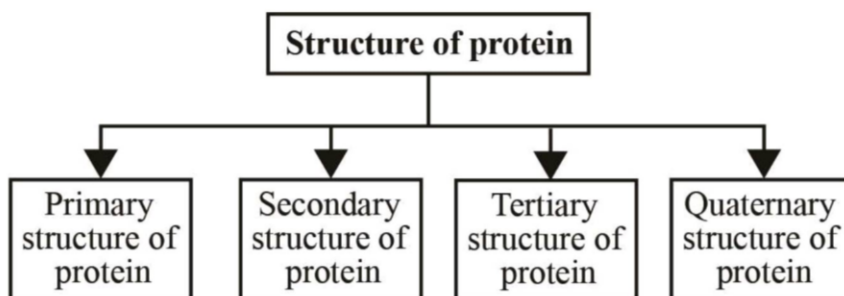 Structure of protein
Primary
structure of
protein
Secondary
structure of
protein
Tertiary
structure of
protein
Quaternary
structure of
protein